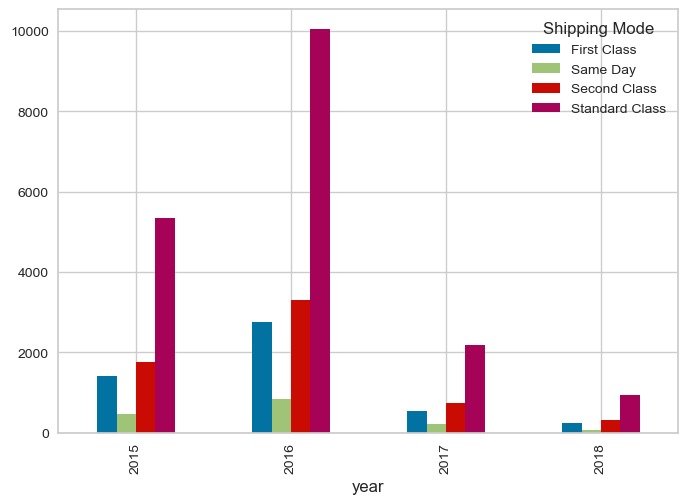 10000
8000
6000
4000
2000
0
Shipping Mode
First Class
Same Day
Second Class
Standard Class
2015
2016
2017
2018
year